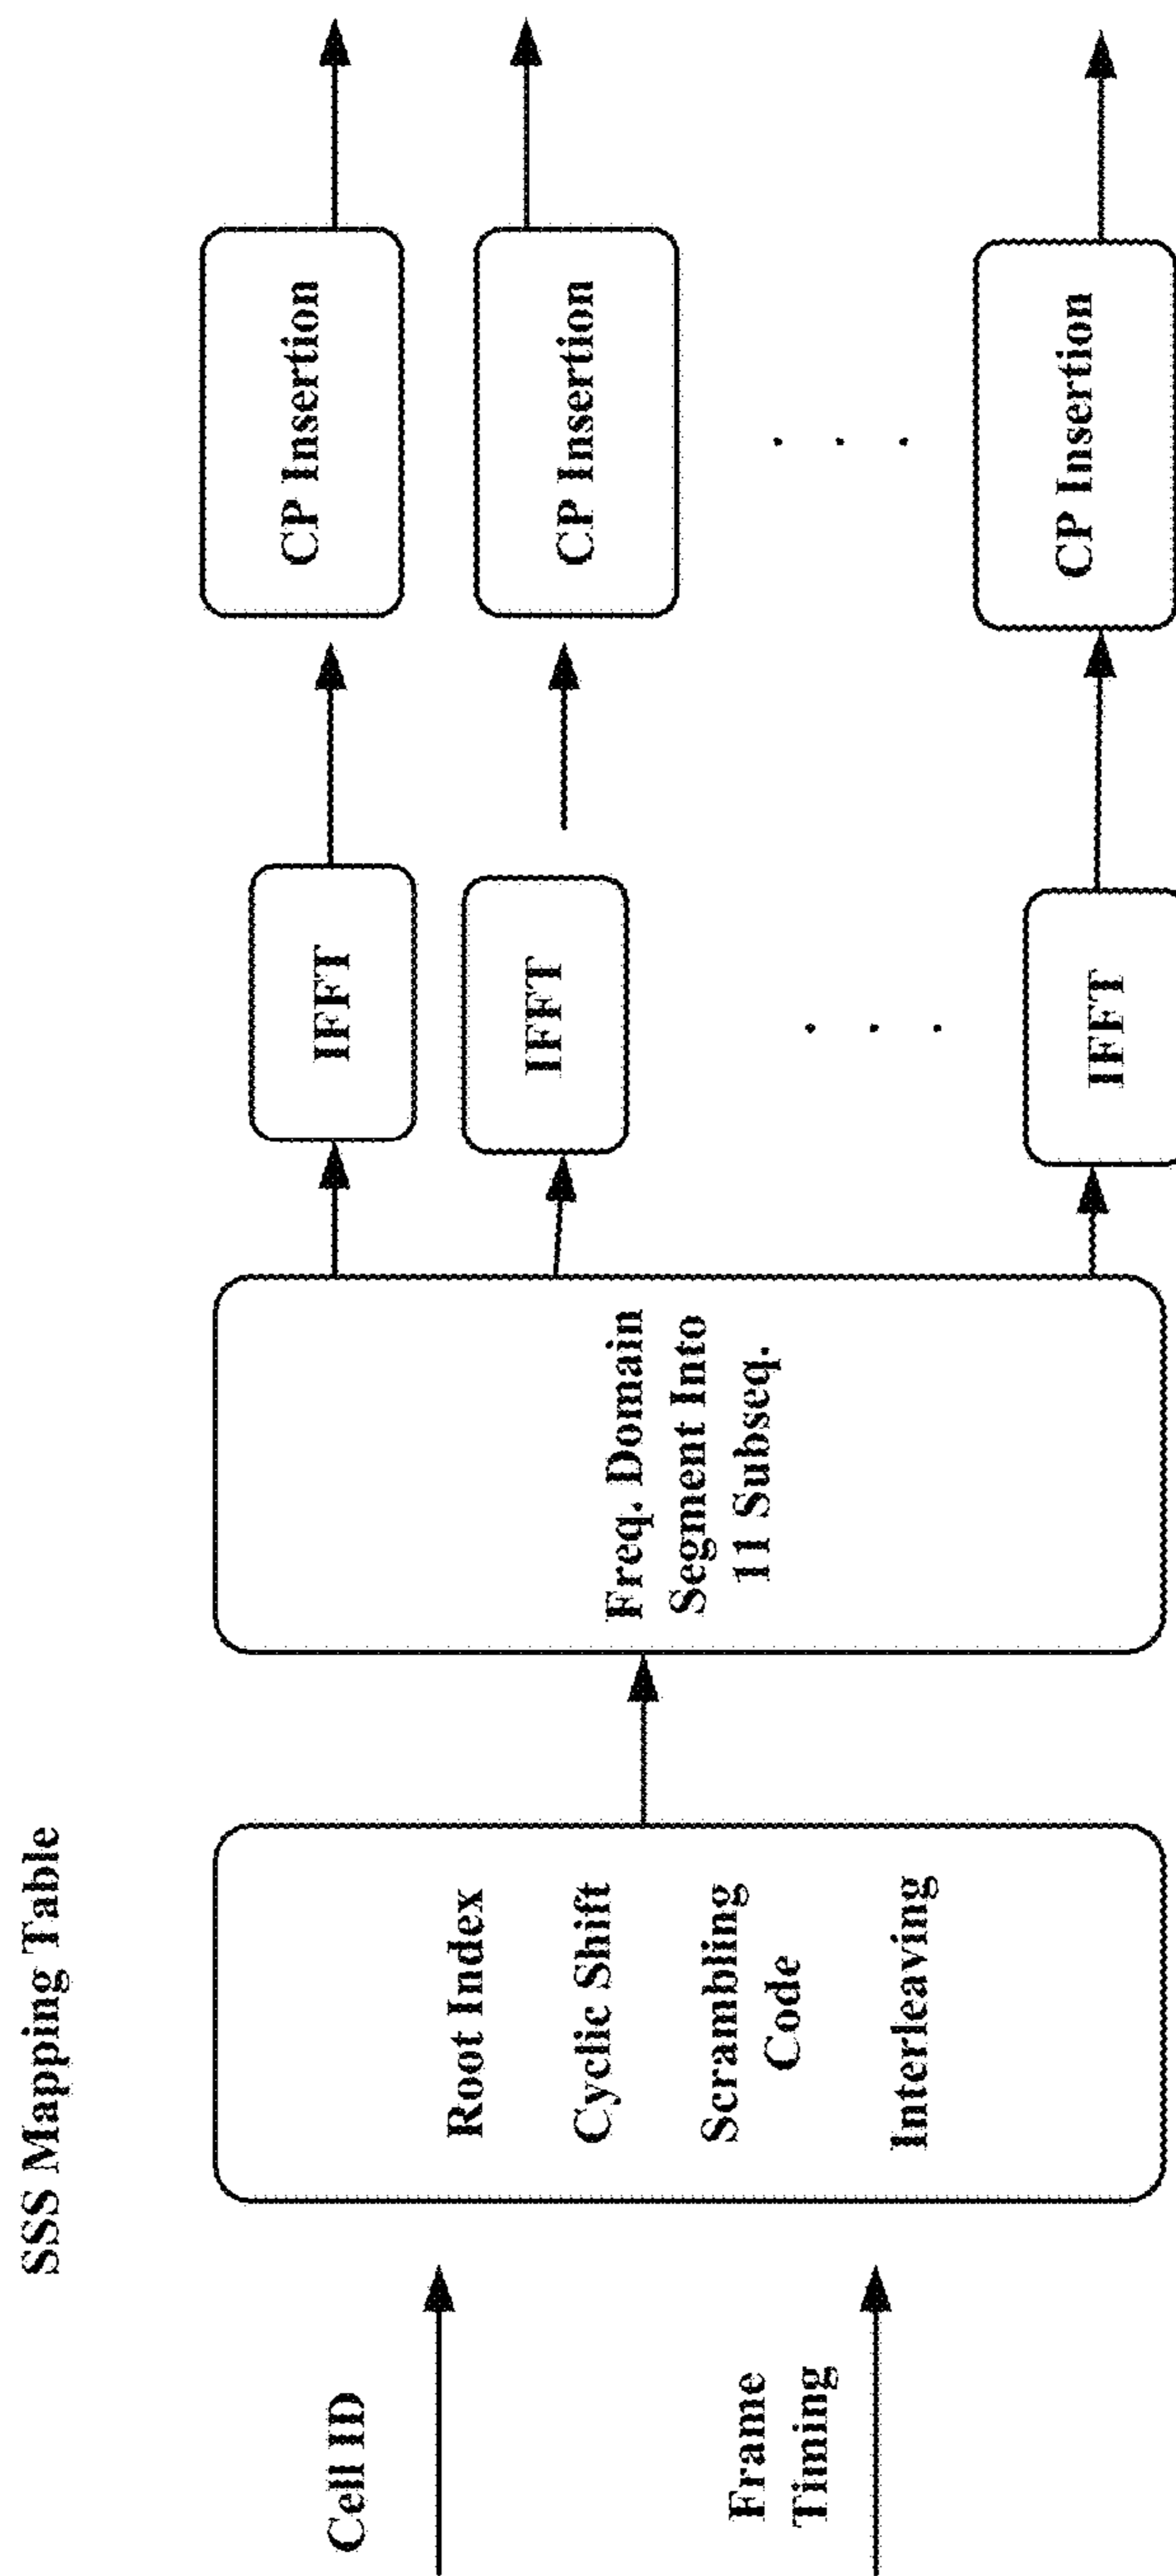 SSS Mapping Table
Cell ID
Frame
Timing
Root Index
Cyclic Shift
Scrambling
Code
Interleaving
Freq. Domain
Segment Into
11 Subseq.
IFFT
IFFT
. . .
IFFT
CP Insertion
CP Insertion
. . .
CP Insertion